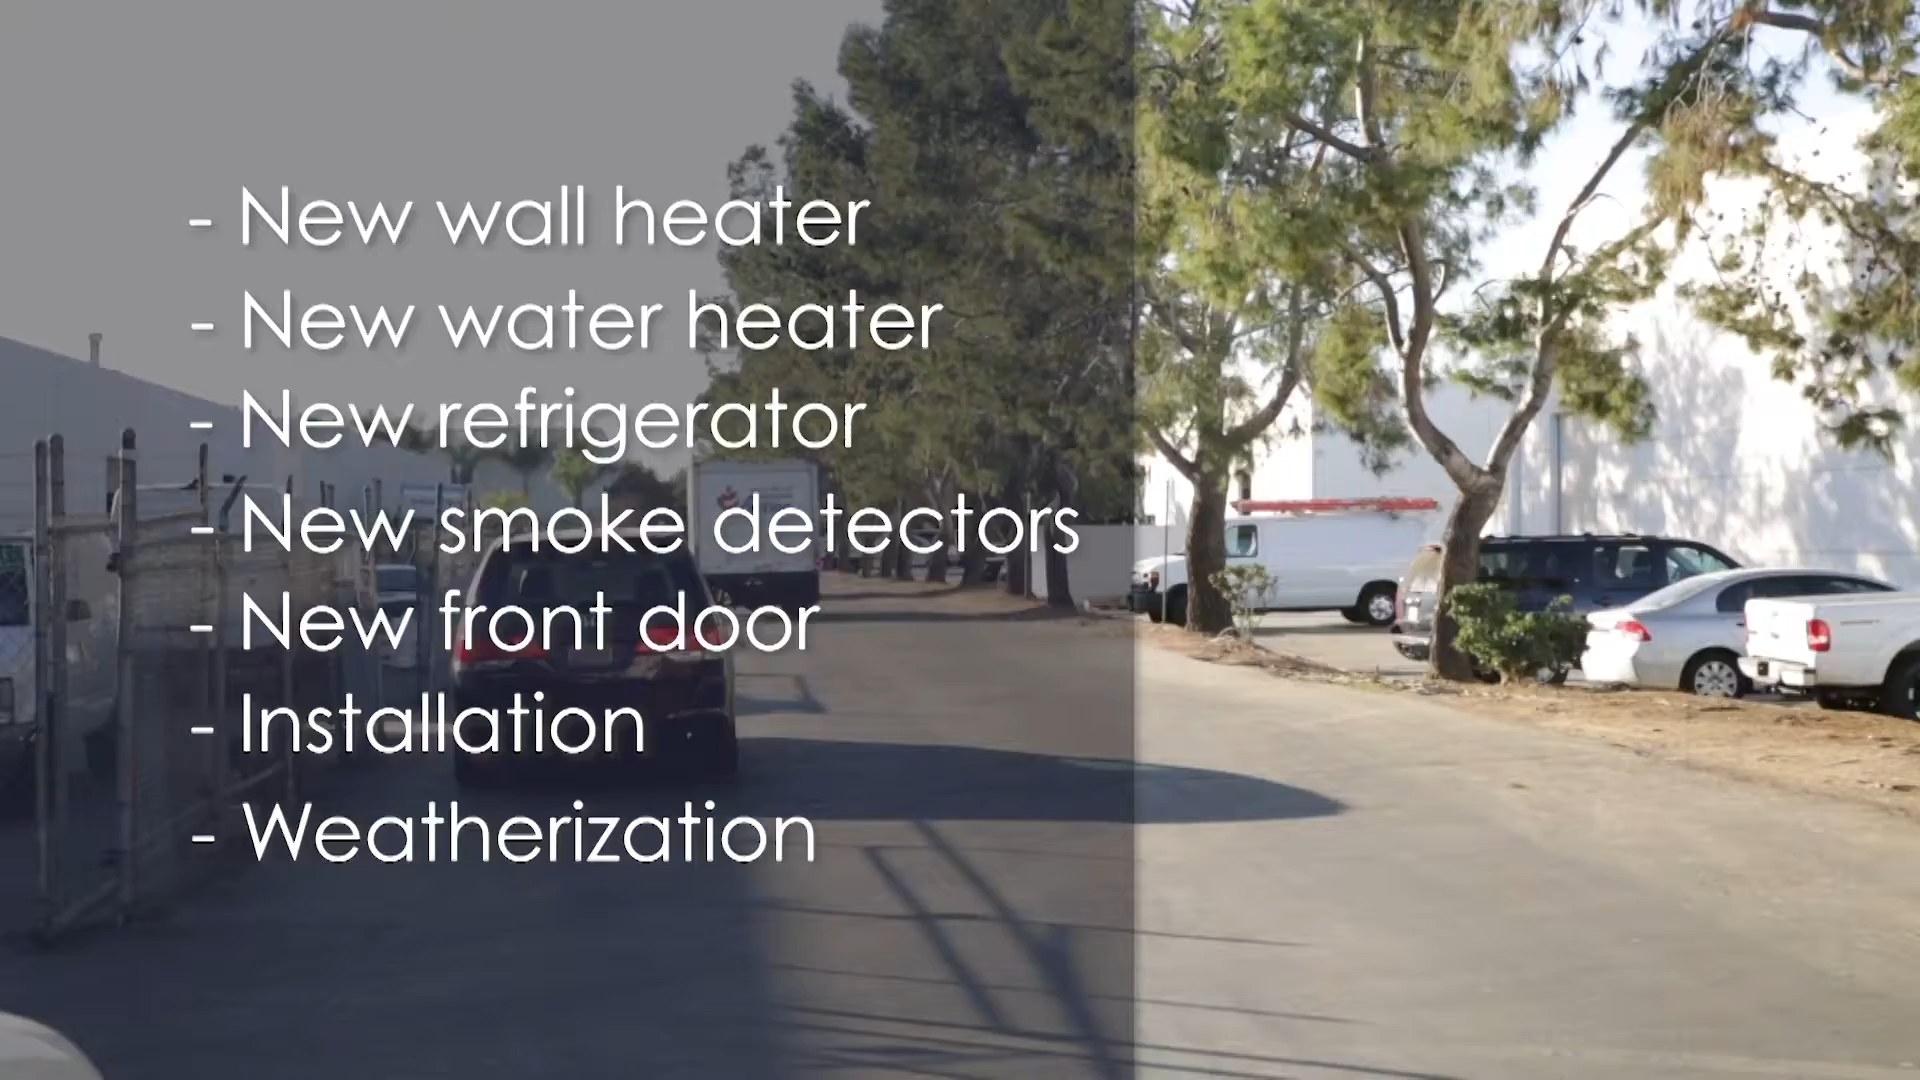 - New wall heater
- New water heater
- New refrigerator
- New smoke detectors
- New front door
- Installation
- Weatherization